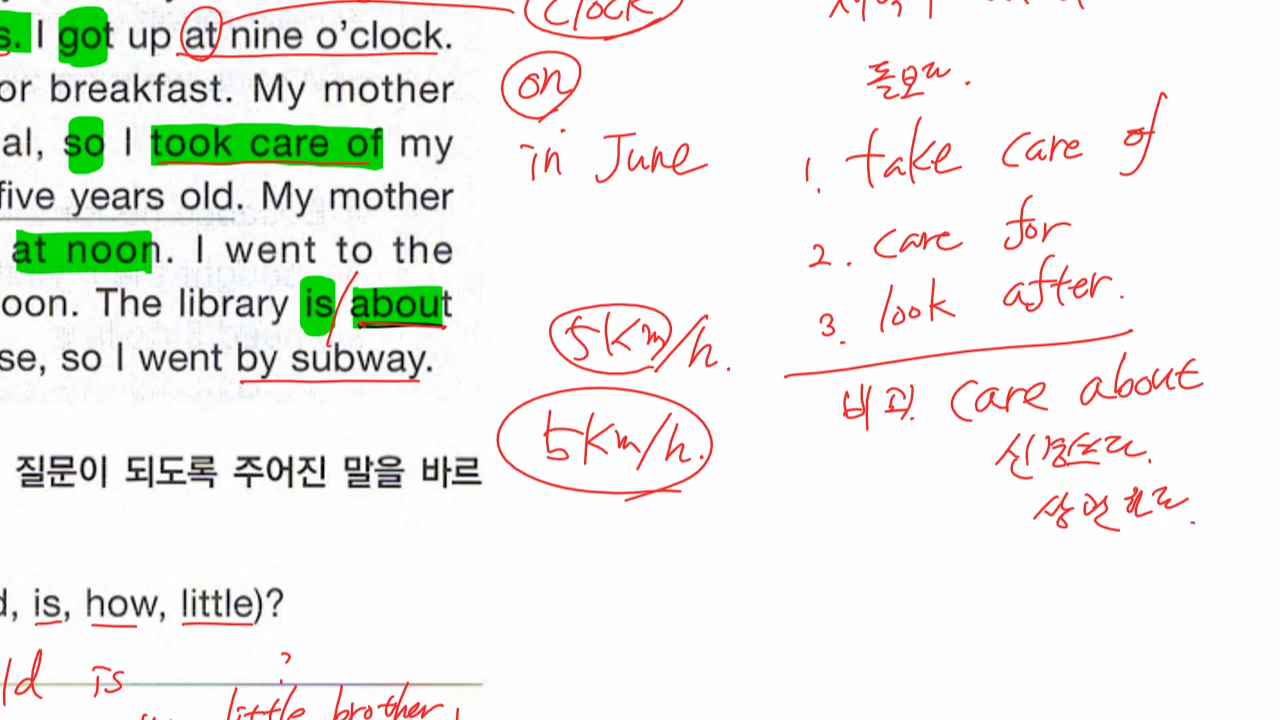 s. I got up at nine o'clock.
or breakfast. My mother
al, so I took care of my
five years old. My mother
at noon. I went to the
oon. The library is / about
se, so I went by subway.
질문이 되도록 주어진 말을 바르
d, is, how, little)?
ld is ?
little brother
clock
on
in June
5km/h.
5km/h.
돌보다.
1. take care of
2. care for
3. look after.
비교. care about
신경쓰다.
상관하다.